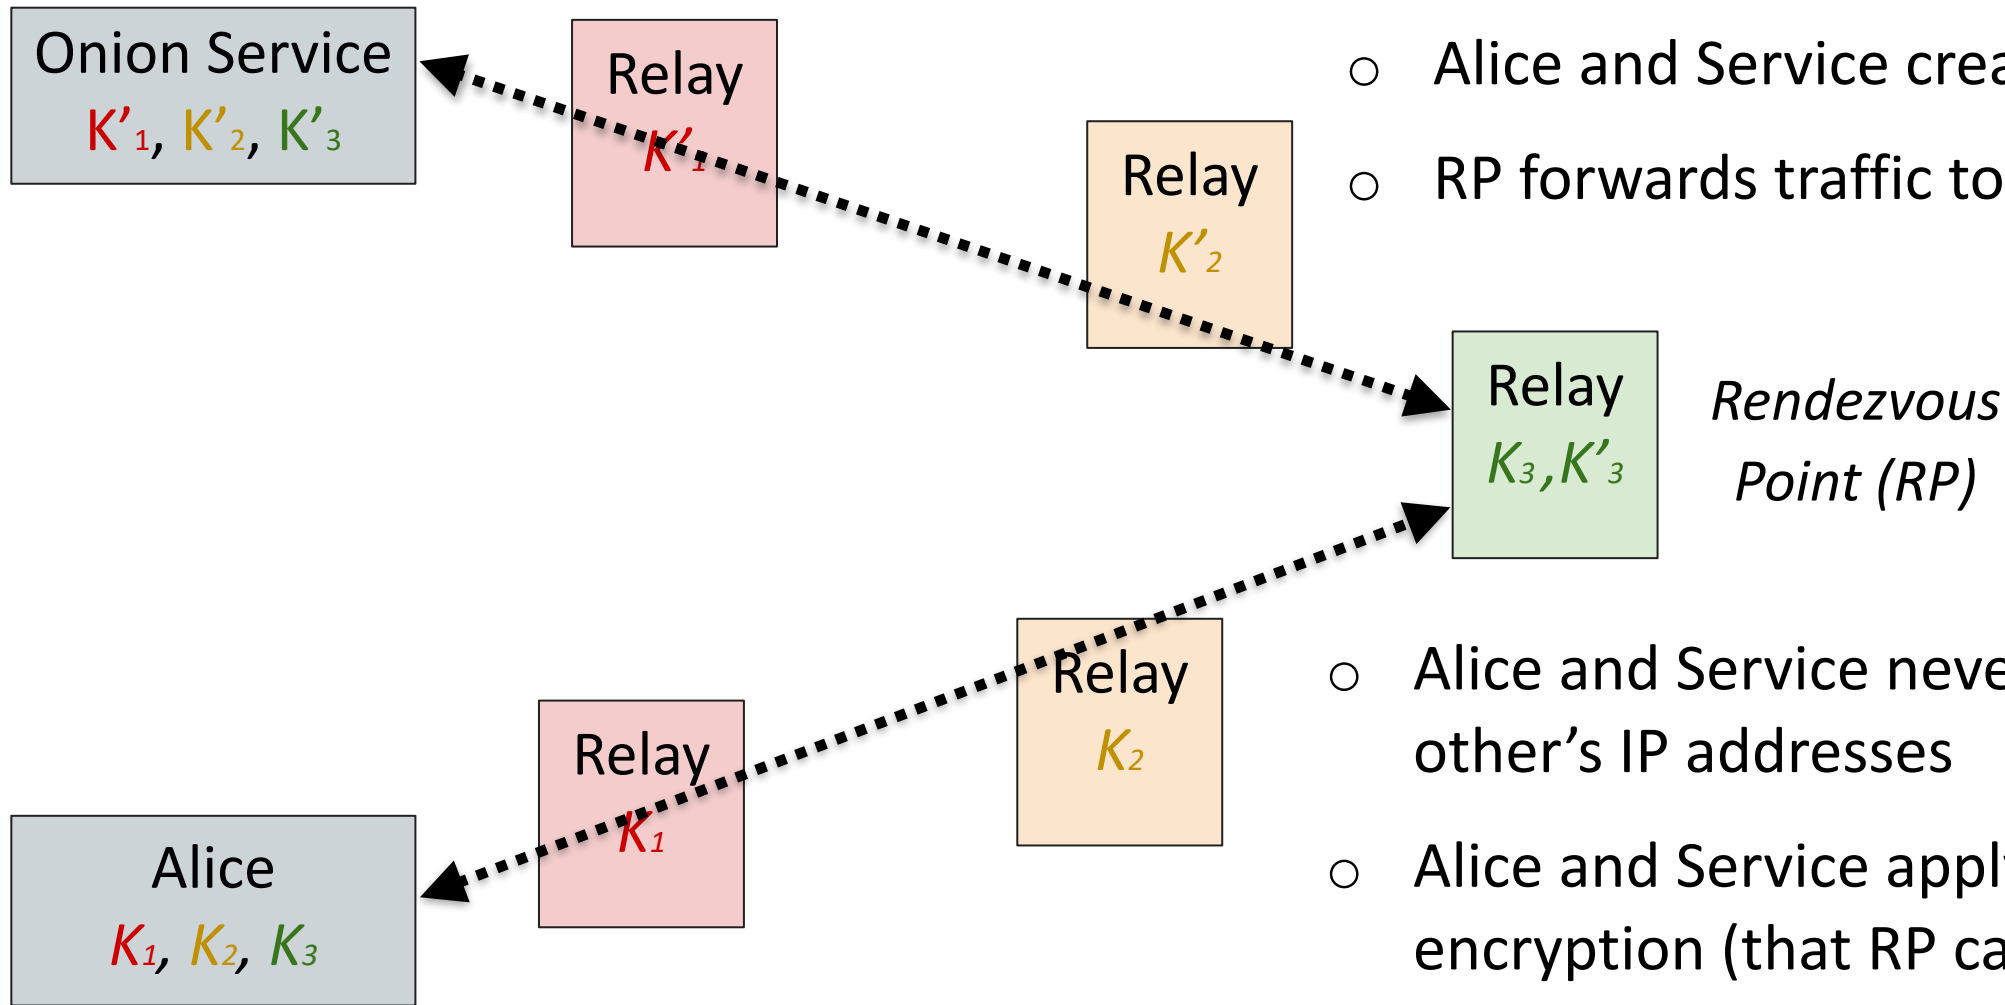 Onion Service
K’1, K’2, K’3
Relay
K’1
Relay
K’2
○ Alice and Service
○ RP forwards traffic to
Relay
K3,K’3
Rendezvous
Point (RP)
Relay
K2
Relay
K1
Alice
K1, K2, K3
○ Alice and Service
other’s IP addresses
○ Alice and Service
encryption (that RP